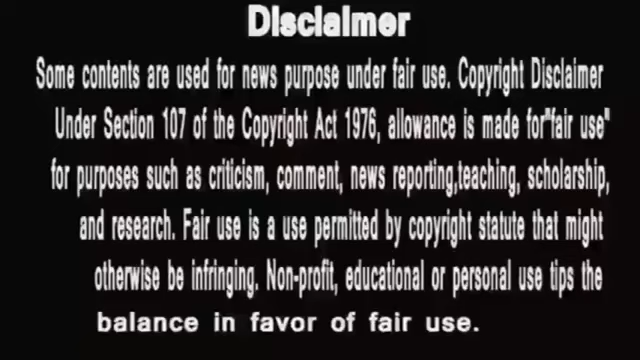 Disclaimer
Some contents are used for news purpose under fair use. Copyright Disclaimer
Under Section 107 of the Copyright Act 1976, allowance is made for"fair use"
for purposes such as criticism, comment, news reporting,teaching, scholarship,
and research. Fair use is a use permitted by copyright statute that might
otherwise be infringing. Non-profit, educational or personal use tips the
balance in favor of fair use.